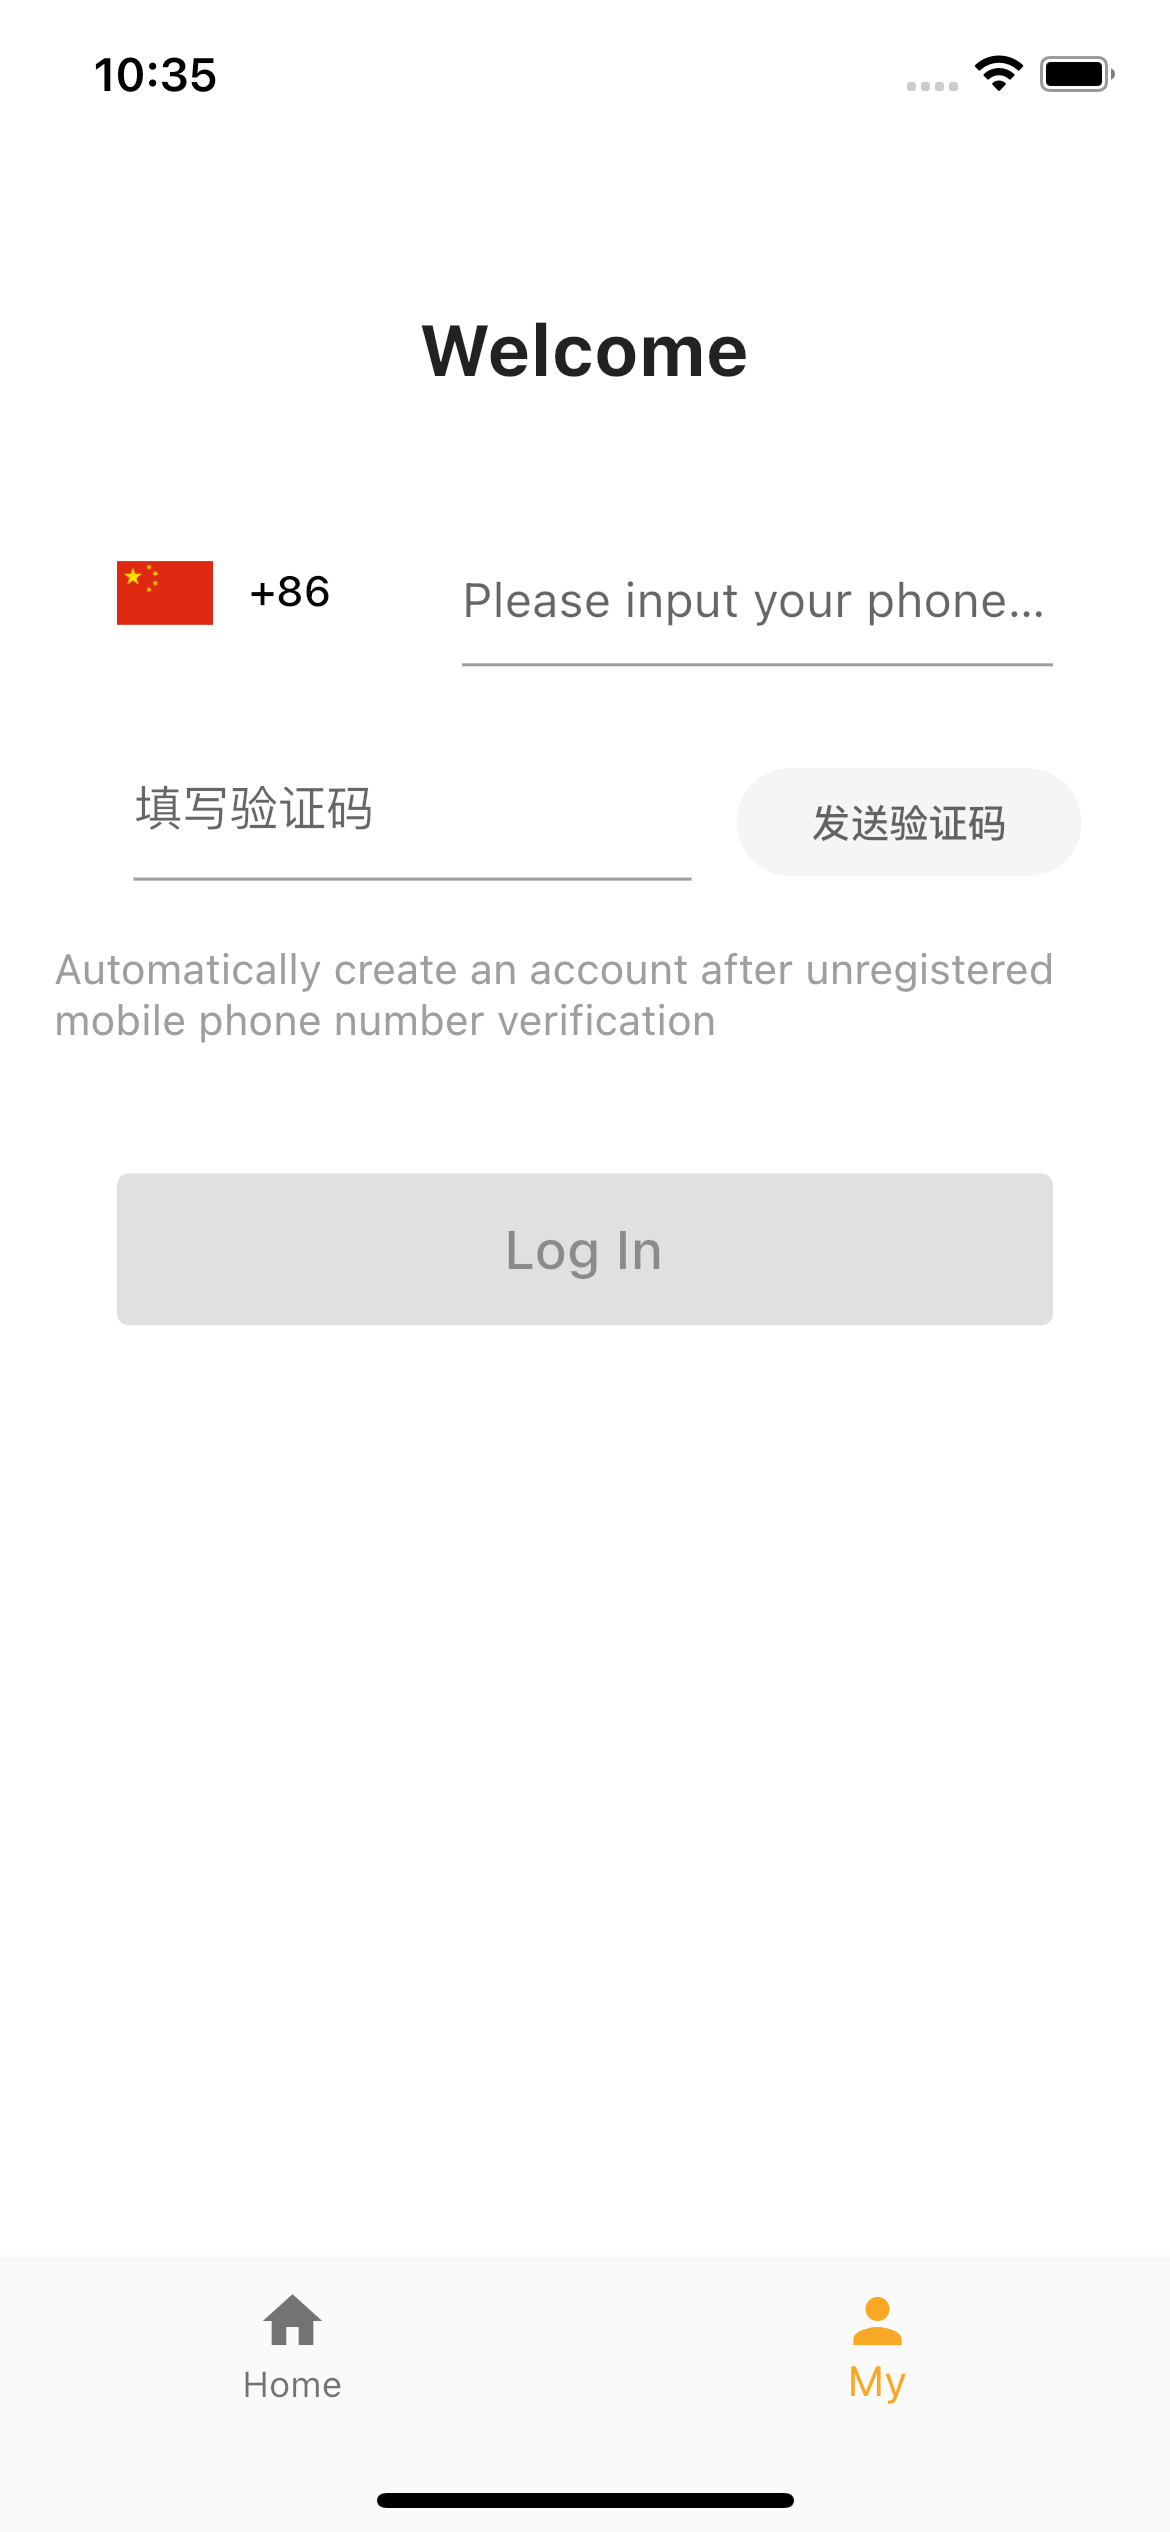 10:35
Welcome
+86
Please input your phone...
填写验证码
发送验证码
Automatically create an account after unregistered
mobile phone number verification
Log In
Home
My